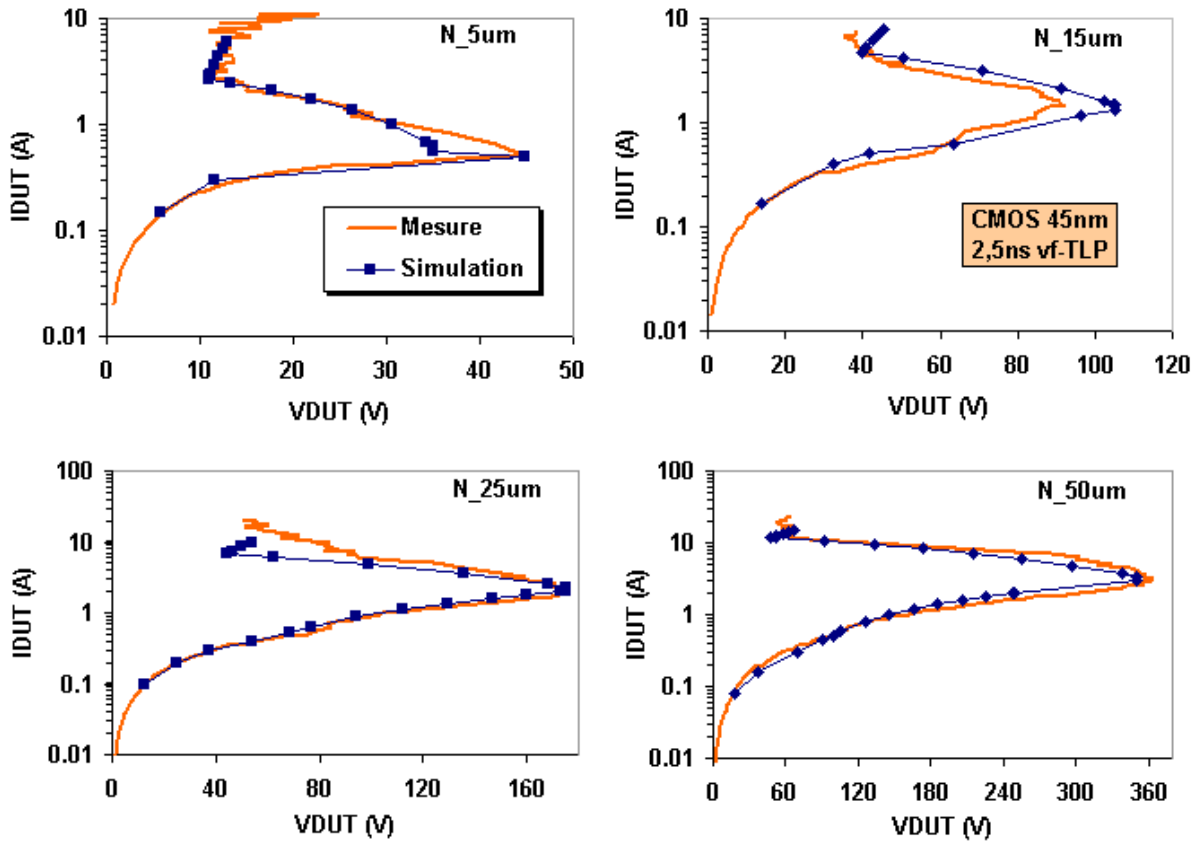 N_5um
10
1
0.1
0.01
IDUT (A)
Mesure
Simulation
0 10 20 30 40 50
VDUT (V)
N_15um
10
1
0.1
0.01
IDUT (A)
CMOS 45nm
2,5ns vf-TLP
0 20 40 60 80 100 120
VDUT (V)
N_25um
100
10
1
0.1
0.01
IDUT (A)
0 40 80 120 160
VDUT (V)
N_50um
100
10
1
0.1
0.01
IDUT (A)
0 60 120 180 240 300 360
VDUT (V)